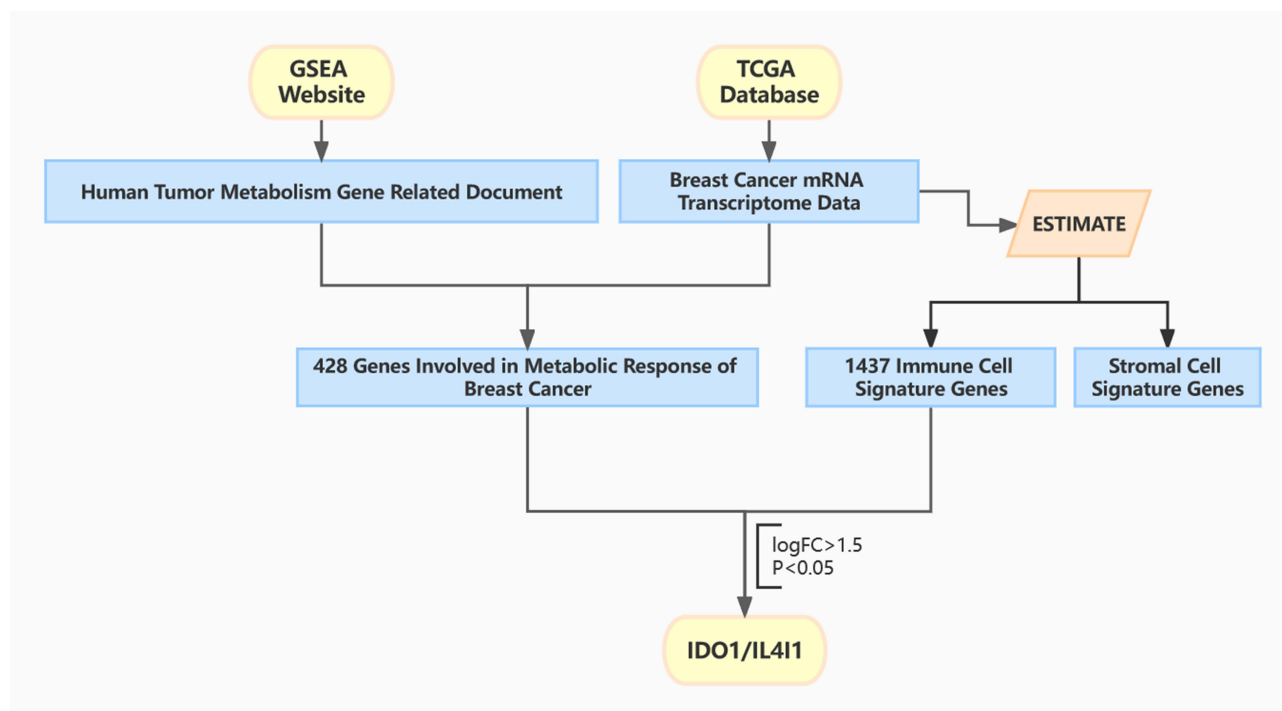 GSEA
Website
TCGA
Database
Human Tumor Metabolism Gene Related Document
Breast Cancer mRNA
Transcriptome Data
ESTIMATE
428 Genes Involved in Metabolic Response of
Breast Cancer
1437 Immune Cell
Signature Genes
Stromal Cell
Signature Genes
logFC>1.5
P<0.05
IDO1/IL4I1